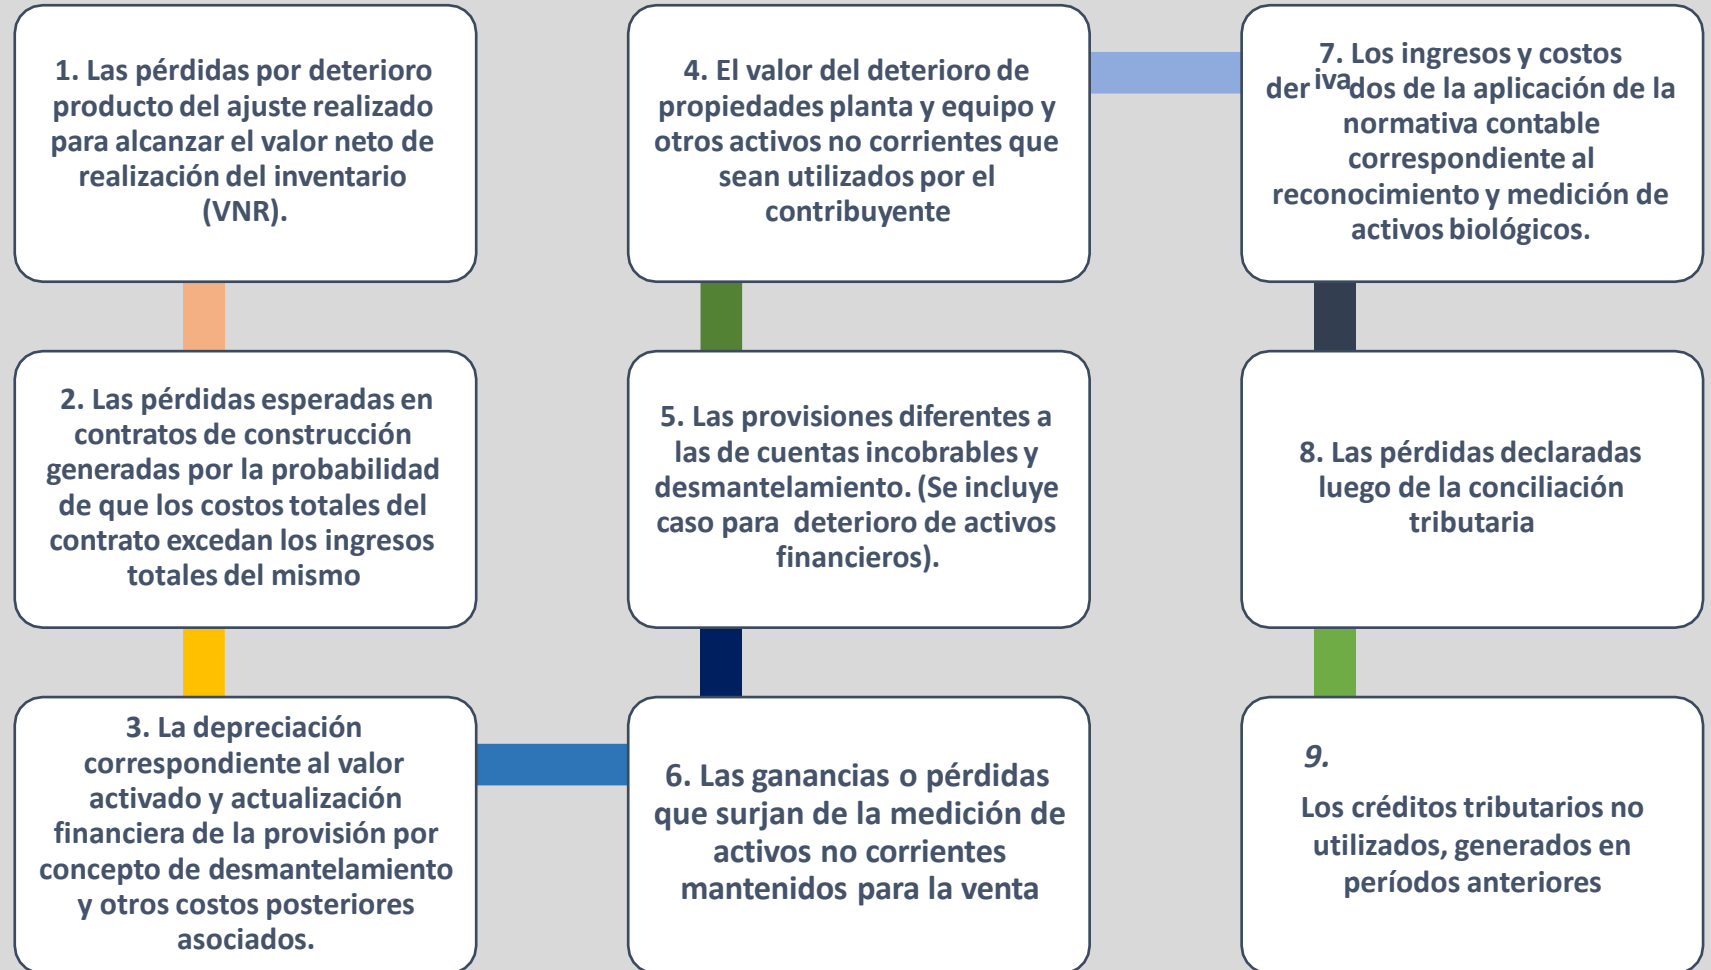 1. Las pérdidas por deterioro
producto del ajuste realizado
para alcanzar el valor neto de
realización del inventario
(VNR).
2. Las pérdidas esperadas en
contratos de construcción
generadas por la probabilidad
de que los costos totales del
contrato excedan los ingresos
totales del mismo
3. La depreciación
correspondiente al valor
activado y actualización
financiera de la provisión por
concepto de desmantelamiento
y otros costos posteriores
asociados.
4. El valor del deterioro de
propiedades planta y equipo y
otros activos no corrientes que
sean utilizados por el
contribuyente
5. Las provisiones diferentes a
las de cuentas incobrables y
desmantelamiento. (Se incluye
caso para deterioro de activos
financieros).
6. Las ganancias o pérdidas
que surjan de la medición de
activos no corrientes
mantenidos para la venta
7. Los ingresos y costos
derivados de la aplicación de la
normativa contable
correspondiente al
reconocimiento y medición de
activos biológicos.
8. Las pérdidas declaradas
luego de la conciliación
tributaria
9.
Los créditos tributarios no
utilizados, generados en
períodos anteriores